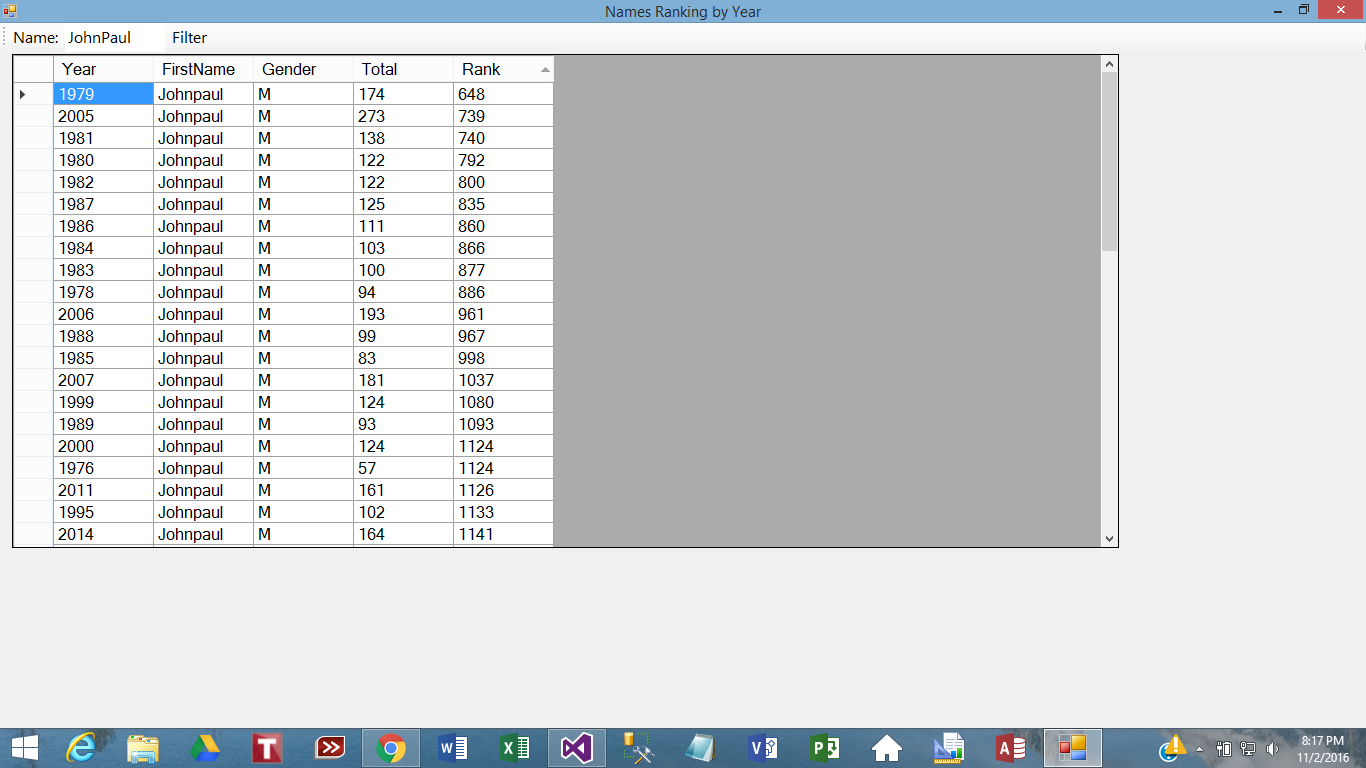 Names Ranking by Year
Name: JohnPaul Filter
Year FirstName Gender Total Rank
1979 Johnpaul M 174 648
2005 Johnpaul M 273 739
1981 Johnpaul M 138 740
1980 Johnpaul M 122 792
1982 Johnpaul M 122 800
1987 Johnpaul M 125 835
1986 Johnpaul M 111 860
1984 Johnpaul M 103 866
1983 Johnpaul M 100 877
1978 Johnpaul M 94 886
2006 Johnpaul M 193 961
1988 Johnpaul M 99 967
1985 Johnpaul M 83 998
2007 Johnpaul M 181 1037
1999 Johnpaul M 124 1080
1989 Johnpaul M 93 1093
2000 Johnpaul M 124 1124
1976 Johnpaul M 57 1124
2011 Johnpaul M 161 1126
1995 Johnpaul M 102 1133
2014 Johnpaul M 164 1141
8:17 PM
11/2/2016